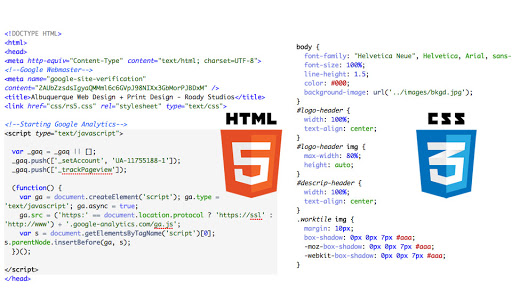 <!DOCTYPE html>
<html>
<head>
<meta http-equiv="Content-Type" content="text/html; charset=UTF-8">
<!--Google Webmaster-->
<meta name="google-site-verification"
content="2AUbZzsdsIgyaQMMml6c6GVpJ98NIXx3GbMorPJBDxM" />
<title>Albuquerque Web Design + Print Design - Roady Studios</title>
<link href="css/rs5.css" rel="stylesheet" type="text/css">
<!--Starting Google Analytics-->
<script type="text/javascript">
var _gaq = _gaq || [];
_gaq.push(['_setAccount', 'UA-11755188-1']);
_gaq.push(['_trackPageview']);
(function() {
var ga = document.createElement('script'); ga.type =
'text/javascript'; ga.async = true;
ga.src = ('https:' == document.location.protocol ? 'https://ssl' :
'http://www') + '.google-analytics.com/ga.js';
var s = document.getElementsByTagName('script')[0];
s.parentNode.insertBefore(ga, s);
})();
</script>
</head>
HTML
5
body {
font-family: "Helvetica Neue", Helvetica, Arial, sans-
font-size: 100%;
line-height: 1.5;
color: #000;
background-image: url('../images/bkgd.jpg');
#logo-header {
width: 100%;
text-align: center;
#logo-header img {
max-width: 80%;
height: auto;
#descrip-header {
width: 100%;
text-align: center;
}
.worktile img {
margin: 10px;
box-shadow: 0px 0px 7px #aaa;
-moz-box-shadow: 0px 0px 7px #aaa;
-webkit-box-shadow: 0px 0px 7px #aaa;
}
CSS
3